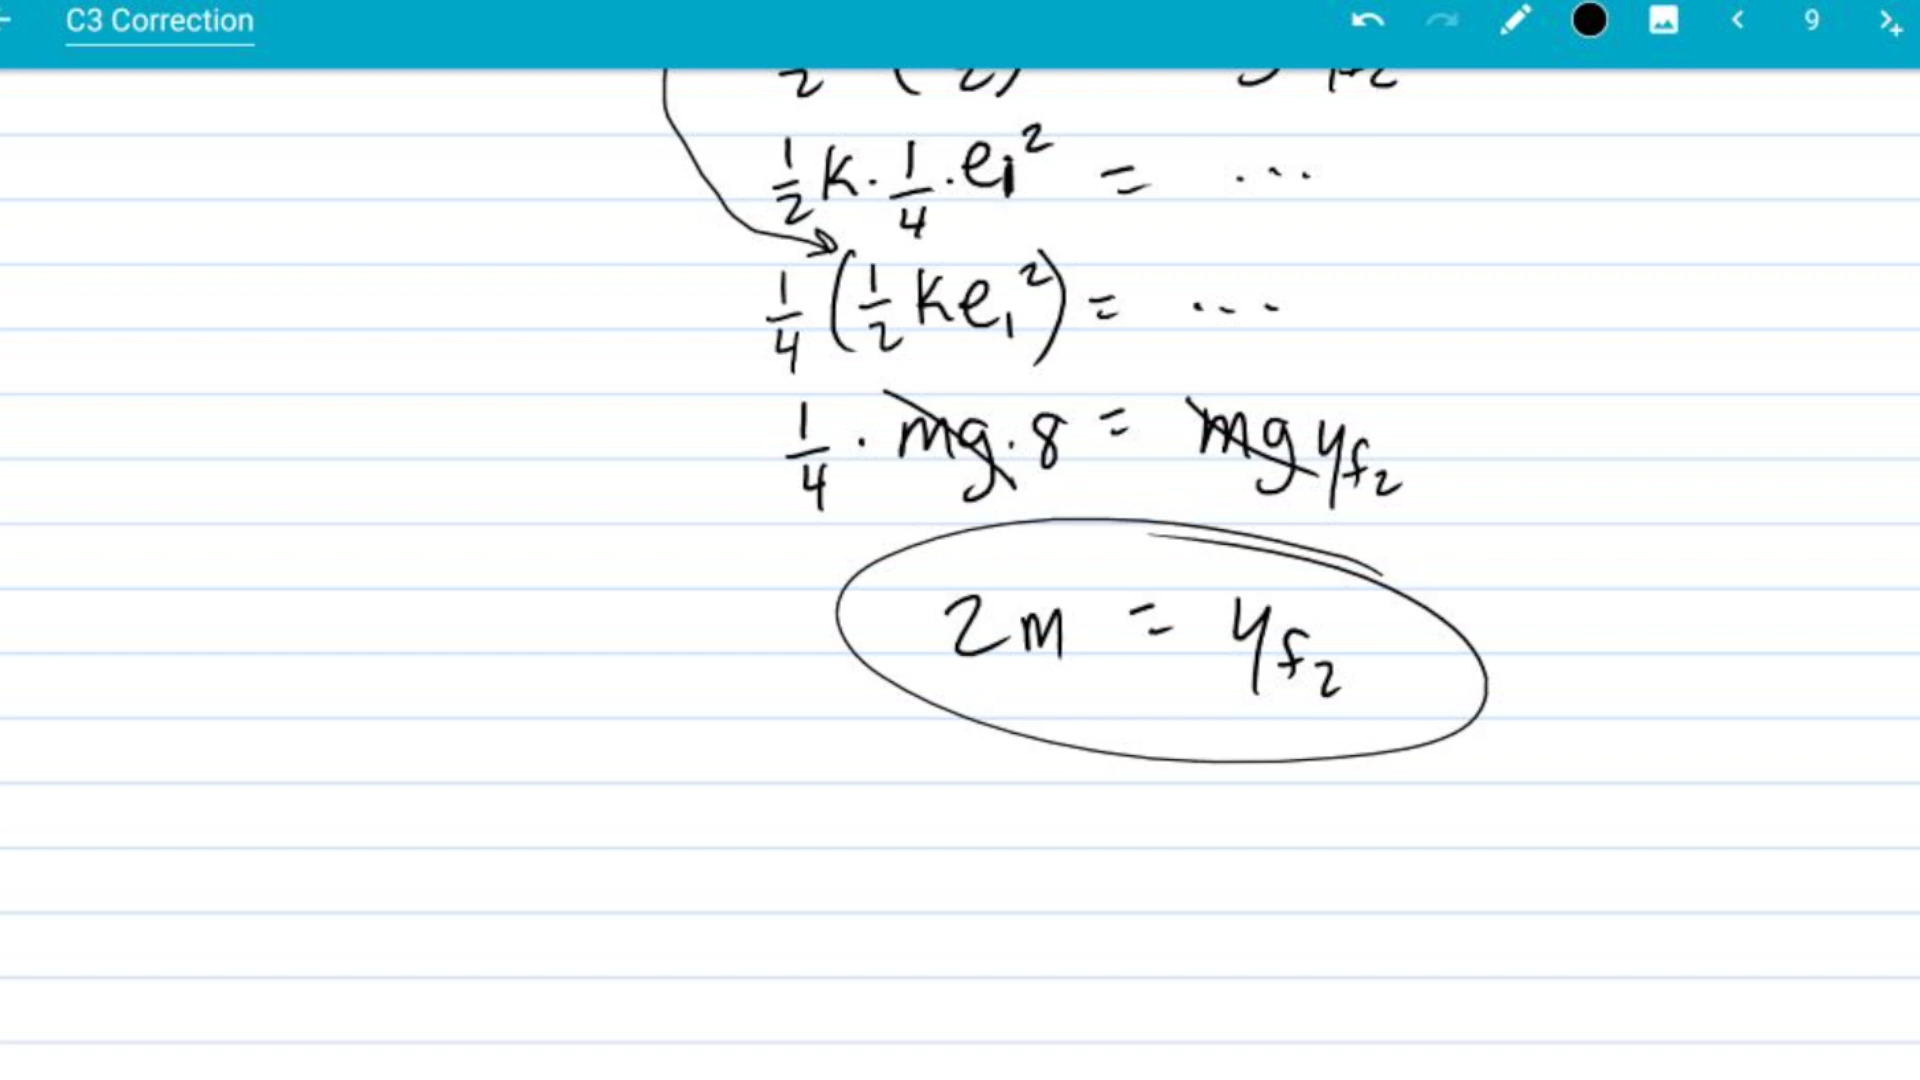 C3 Correction
9
1/2 k · 1/4 · e₁² = ...
1/4 (1/2 k e₁²) = ...
1/4 · mg · 8 = mg y_f₂
2m = y_f₂